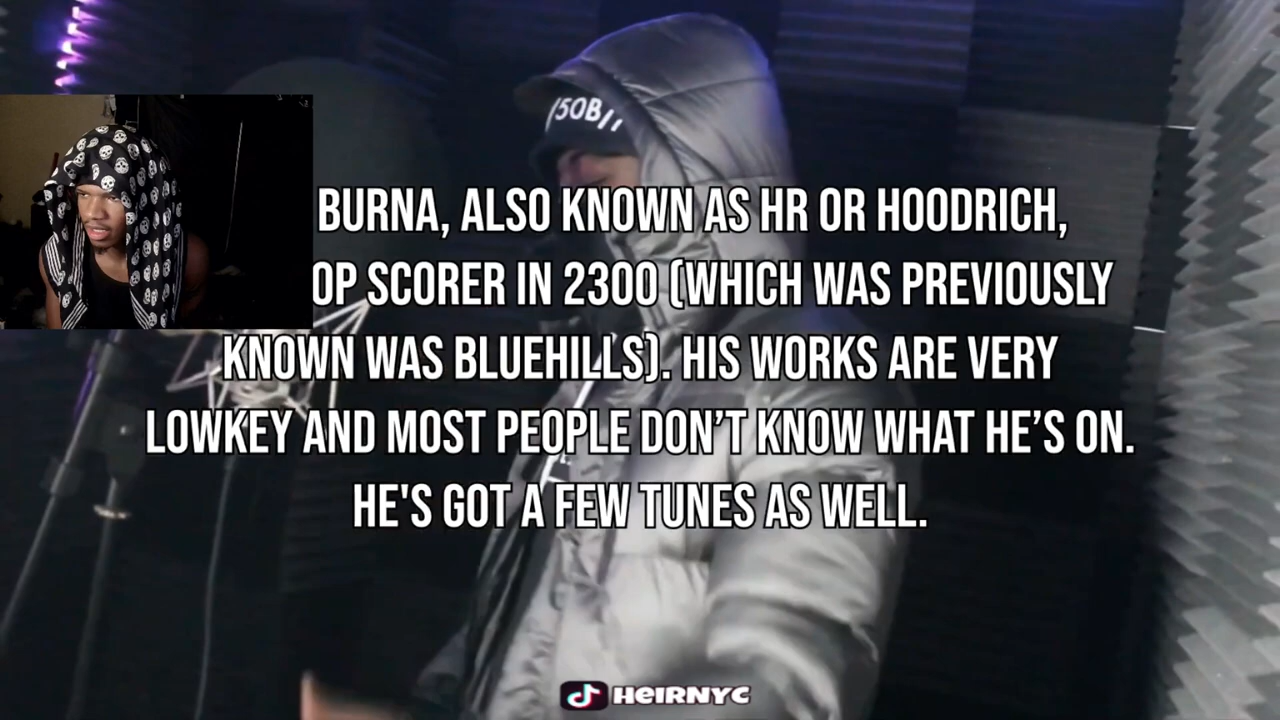 /50B//
BURNA, ALSO KNOWN AS HR OR HOODRICH,
OP SCORER IN 2300 (WHICH WAS PREVIOUSLY
KNOWN WAS BLUEHILLS). HIS WORKS ARE VERY
LOWKEY AND MOST PEOPLE DON’T KNOW WHAT HE’S ON.
HE'S GOT A FEW TUNES AS WELL.
HEIRNYC